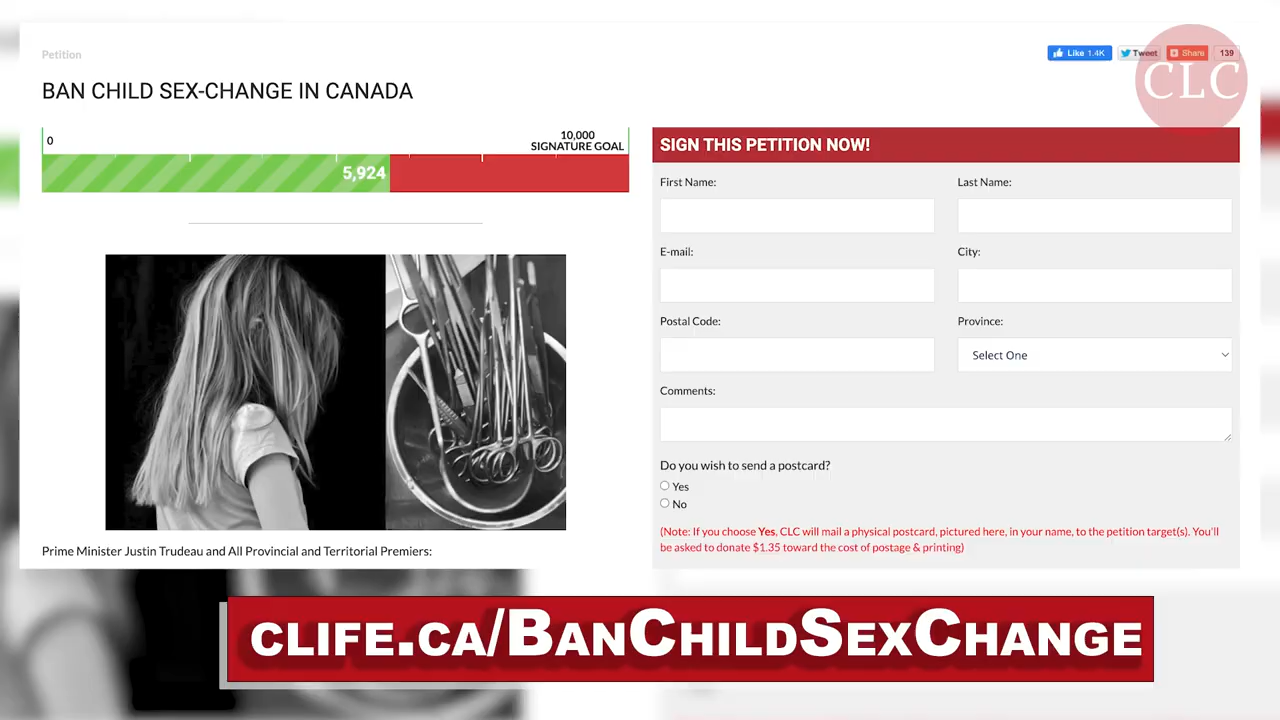 Petition
Like 1.4K
Tweet
Share
139
CLC
BAN CHILD SEX-CHANGE IN CANADA
0
10,000
SIGNATURE GOAL
5,924
SIGN THIS PETITION NOW!
First Name:
Last Name:
E-mail:
City:
Postal Code:
Province:
Select One
Comments:
Do you wish to send a postcard?
Yes
No
(Note: If you choose Yes, CLC will mail a physical postcard, pictured here, in your name, to the petition target(s). You'll
be asked to donate $1.35 toward the cost of postage & printing)
Prime Minister Justin Trudeau and All Provincial and Territorial Premiers:
CLIFE.CA/BANCHILDSEXCHANGE